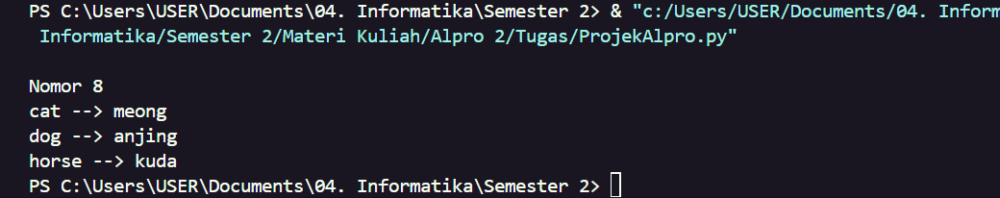 PS C:\Users\USER\Documents\04. Informatika\Semester 2> & "c:/Users/USER/Documents/04. Inform
Informatika/Semester 2/Materi Kuliah/Alpro 2/Tugas/ProjekAlpro.py"
Nomor 8
cat --> meong
dog --> anjing
horse --> kuda
PS C:\Users\USER\Documents\04. Informatika\Semester 2>